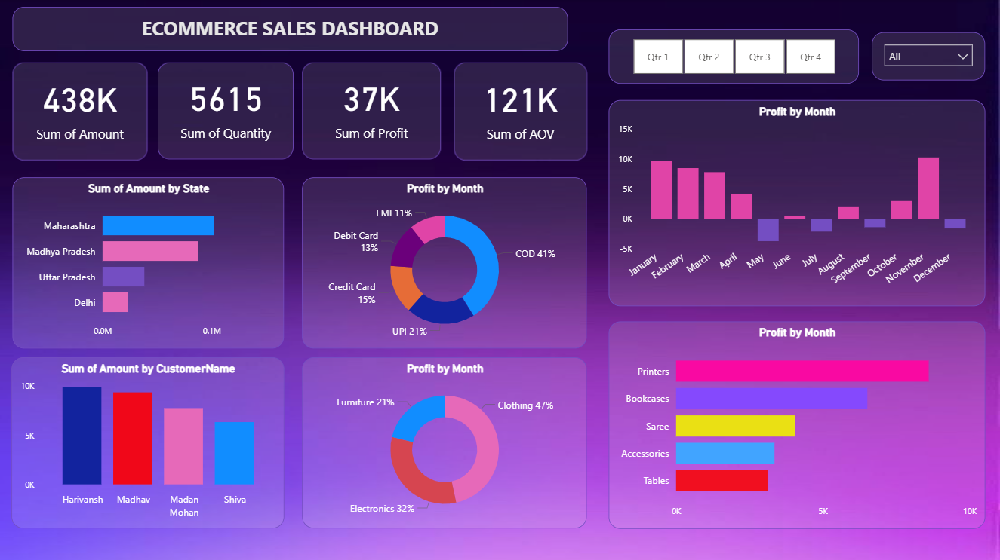 ECOMMERCE SALES DASHBOARD
Qtr 1
Qtr 2
Qtr 3
Qtr 4
All
438K
Sum of Amount
5615
Sum of Quantity
37K
Sum of Profit
121K
Sum of AOV
Sum of Amount by State
Maharashtra
Madhya Pradesh
Uttar Pradesh
Delhi
0.0M
0.1M
Profit by Month
EMI 11%
Debit Card
13%
Credit Card
15%
UPI 21%
COD 41%
Profit by Month
15K
10K
5K
0K
-5K
January
February
March
April
May
June
July
August
September
October
November
December
Sum of Amount by CustomerName
10K
5K
0K
Harivansh
Madhav
Madan
Mohan
Shiva
Profit by Month
Furniture 21%
Clothing 47%
Electronics 32%
Profit by Month
Printers
Bookcases
Saree
Accessories
Tables
0K
5K
10K